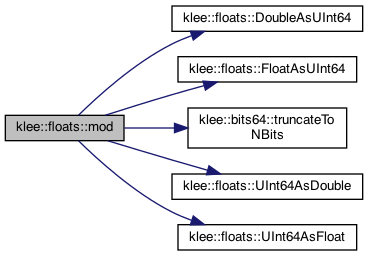 klee::floats::DoubleAsUInt64
klee::floats::FloatAsUInt64
klee::floats::mod
klee::bits64::truncateTo
NBits
klee::floats::UInt64AsDouble
klee::floats::UInt64AsFloat